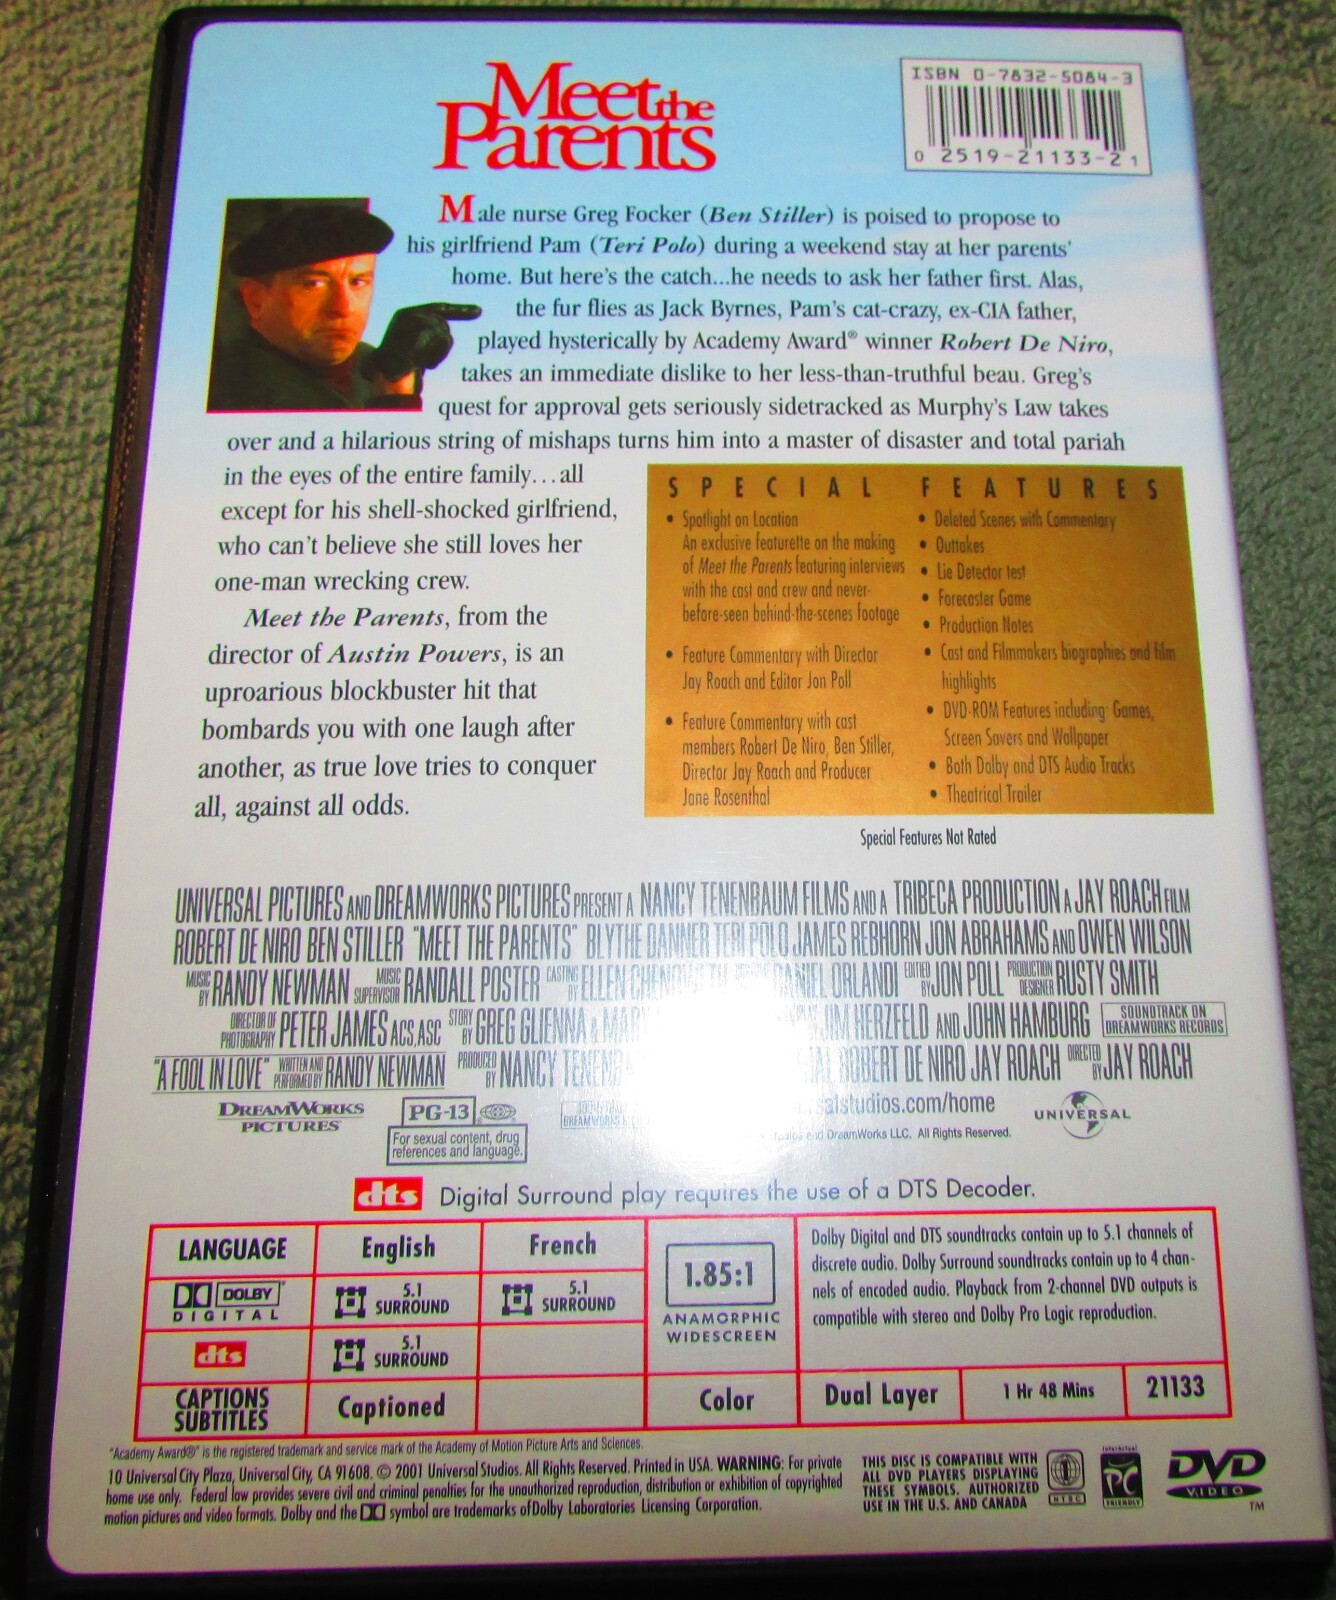 Meet the
Parents
ISBN 0-7832-5084-3
0 2519-21133-2 1
Male nurse Greg Focker (Ben Stiller) is poised to propose to
his girlfriend Pam (Teri Polo) during a weekend stay at her parents'
home. But here's the catch...he needs to ask her father first. Alas,
the fur flies as Jack Byrnes, Pam's cat-crazy, ex-CIA father,
played hysterically by Academy Award® winner Robert De Niro,
takes an immediate dislike to her less-than-truthful beau. Greg's
quest for approval gets seriously sidetracked as Murphy's Law takes
over and a hilarious string of mishaps turns him into a master of disaster and total pariah
in the eyes of the entire family...all
except for his shell-shocked girlfriend,
who can't believe she still loves her
one-man wrecking crew.
Meet the Parents, from the
director of Austin Powers, is an
uproarious blockbuster hit that
bombards you with one laugh after
another, as true love tries to conquer
all, against all odds.
SPECIAL FEATURES
• Spotlight on Location
An exclusive featurette on the making
of Meet the Parents featuring interviews
with the cast and crew and never-
before-seen behind-the-scenes footage
• Feature Commentary with Director
Jay Roach and Editor Jon Poll
• Feature Commentary with cast
members Robert De Niro, Ben Stiller,
Director Jay Roach and Producer
Jane Rosenthal
• Deleted Scenes with Commentary
• Outtakes
• Lie Detector test
• Forecaster Game
• Production Notes
• Cast and Filmmakers biographies and film
highlights
• DVD-ROM Features including: Games,
Screen Savers and Wallpaper
• Both Dolby and DTS Audio Tracks
• Theatrical Trailer
Special Features Not Rated
UNIVERSAL PICTURES AND DREAMWORKS PICTURES PRESENT A NANCY TENENBAUM FILMS AND A TRIBECA PRODUCTION A JAY ROACH FILM
ROBERT DE NIRO BEN STILLER "MEET THE PARENTS" BLYTHE DANNER TERI POLO JAMES REBHORN JON ABRAHAMS AND OWEN WILSON
MUSIC BY RANDY NEWMAN MUSIC SUPERVISOR RANDALL POSTER CASTING BY ELLEN DANIEL ORLANDI EDITED BY JON POLL PRODUCTION DESIGNER RUSTY SMITH
DIRECTOR OF PHOTOGRAPHY PETER JAMES ACS, ASC STORY BY GREG GLIENNA & JIM HERZFELD AND JOHN HAMBURG SOUNDTRACK ON DREAMWORKS RECORDS
"A FOOL IN LOVE" WRITTEN AND PERFORMED BY RANDY NEWMAN PRODUCED BY NANCY ROBERT DE NIRO JAY ROACH DIRECTED BY JAY ROACH
DREAMWORKS
PICTURES
PG-13
For sexual content, drug
references and language.
salstudios.com/home
and DreamWorks LLC. All Rights Reserved.
UNIVERSAL
dts Digital Surround play requires the use of a DTS Decoder.
LANGUAGE English French
DOLBY DIGITAL 5.1 SURROUND 5.1 SURROUND
dts 5.1 SURROUND
CAPTIONS SUBTITLES Captioned
1.85:1
ANAMORPHIC
WIDESCREEN
Color
Dolby Digital and DTS soundtracks contain up to 5.1 channels of
discrete audio. Dolby Surround soundtracks contain up to 4 chan-
nels of encoded audio. Playback from 2-channel DVD outputs is
compatible with stereo and Dolby Pro Logic reproduction.
Dual Layer 1 Hr 48 Mins 21133
"Academy Award®" is the registered trademark and service mark of the Academy of Motion Picture Arts and Sciences.
10 Universal City Plaza, Universal City, CA 91608. © 2001 Universal Studios. All Rights Reserved. Printed in USA. WARNING: For private
home use only. Federal law provides severe civil and criminal penalties for the unauthorized reproduction, distribution or exhibition of copyrighted
motion pictures and video formats. Dolby and the symbol are trademarks of Dolby Laboratories Licensing Corporation.
THIS DISC IS COMPATIBLE WITH
ALL DVD PLAYERS DISPLAYING
THESE SYMBOLS. AUTHORIZED
USE IN THE U.S. AND CANADA
1
NTSC
InterActual
PC
FRIENDLY
DVD
VIDEO
TM